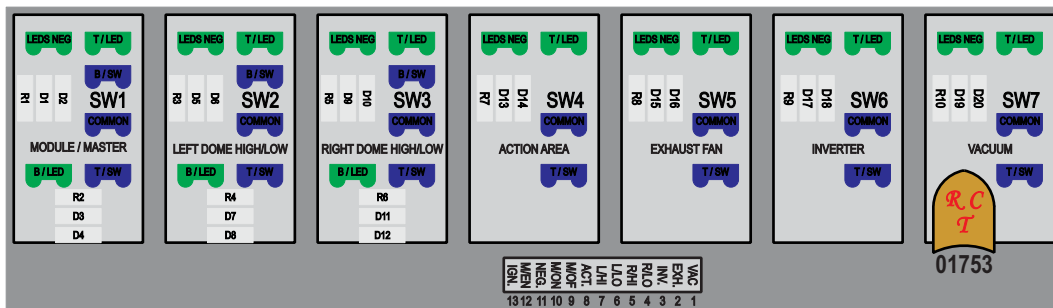 LEDS NEG T / LED
B / SW
R1 D1 D2 SW1
COMMON
MODULE / MASTER
B / LED T / SW
R2
D3
D4
LEDS NEG T / LED
B / SW
R3 D5 D6 SW2
COMMON
LEFT DOME HIGH/LOW
B / LED T / SW
R4
D7
D8
LEDS NEG T / LED
B / SW
R5 D9 D10 SW3
COMMON
RIGHT DOME HIGH/LOW
B / LED T / SW
R6
D11
D12
LEDS NEG T / LED
R7 D13 D14 SW4
COMMON
ACTION AREA
T / SW
LEDS NEG T / LED
R8 D15 D16 SW5
COMMON
EXHAUST FAN
T / SW
LEDS NEG T / LED
R9 D17 D18 SW6
COMMON
INVERTER
T / SW
LEDS NEG T / LED
R10 D19 D20 SW7
COMMON
VACUUM
T / SW
R C
T
01753
IGN. M/EN NEG. M/ON M/OF ACT. L/HI L/LO R/HI R/LO INV. EXH. VAC
13 12 11 10 9 8 7 6 5 4 3 2 1